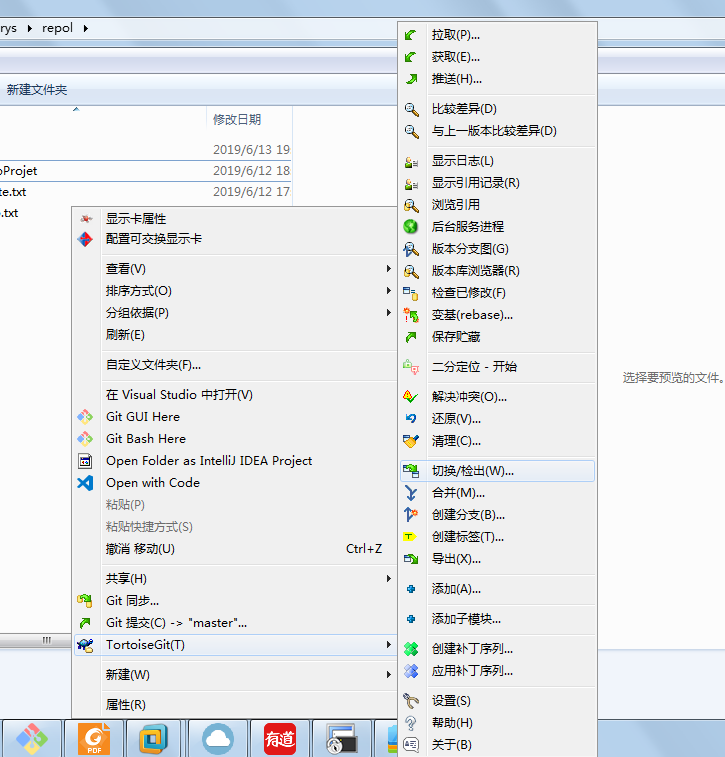 rys ▸ repol ▸
新建文件夹
修改日期
2019/6/13 19
oProjet
2019/6/12 18
te.txt
2019/6/12 17:
.txt
显示卡属性
配置可交换显示卡
查看(V)
排序方式(O)
分组依据(P)
刷新(E)
自定义文件夹(F)...
在 Visual Studio 中打开(V)
Git GUI Here
Git Bash Here
Open Folder as IntelliJ IDEA Project
Open with Code
粘贴(P)
粘贴快捷方式(S)
撤消 移动(U) Ctrl+Z
共享(H)
Git 同步...
Git 提交(C) -> "master"...
TortoiseGit(T)
新建(W)
属性(R)
拉取(P)...
获取(E)...
推送(H)...
比较差异(D)
与上一版本比较差异(D)
显示日志(L)
显示引用记录(R)
浏览引用
后台服务进程
版本分支图(G)
版本库浏览器(R)
检查已修改(F)
变基(rebase)...
保存贮藏
二分定位 - 开始
解决冲突(O)...
还原(V)...
清理(C)...
切换/检出(W)...
合并(M)...
创建分支(B)...
创建标签(T)...
导出(X)...
添加(A)...
添加子模块...
创建补丁序列...
应用补丁序列...
设置(S)
帮助(H)
关于(B)
选择要预览的文件。
PDF
有道